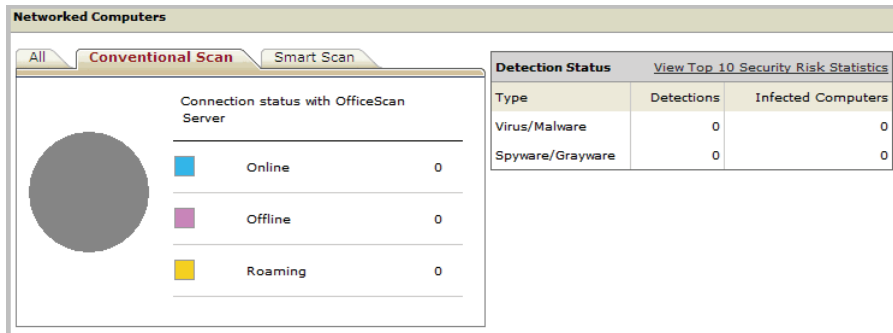 Networked Computers
All Conventional Scan Smart Scan
Connection status with OfficeScan
Server
Online 0
Offline 0
Roaming 0
Detection Status View Top 10 Security Risk Statistics
Type Detections Infected Computers
Virus/Malware 0 0
Spyware/Grayware 0 0